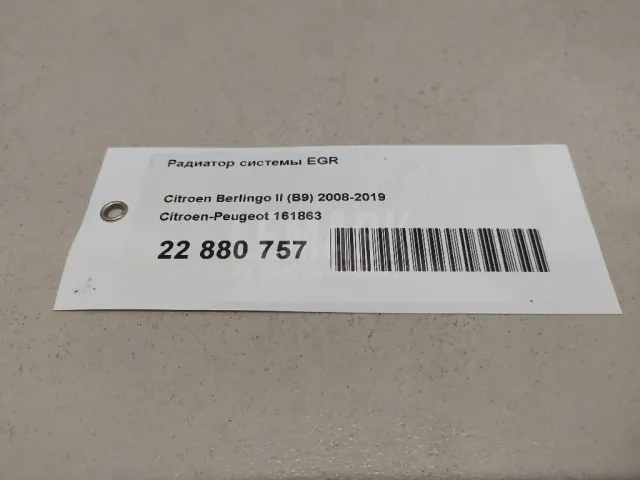 Радиатор системы EGR
Citroen Berlingo II (B9) 2008-2019
Citroen-Peugeot 161863
22 880 757